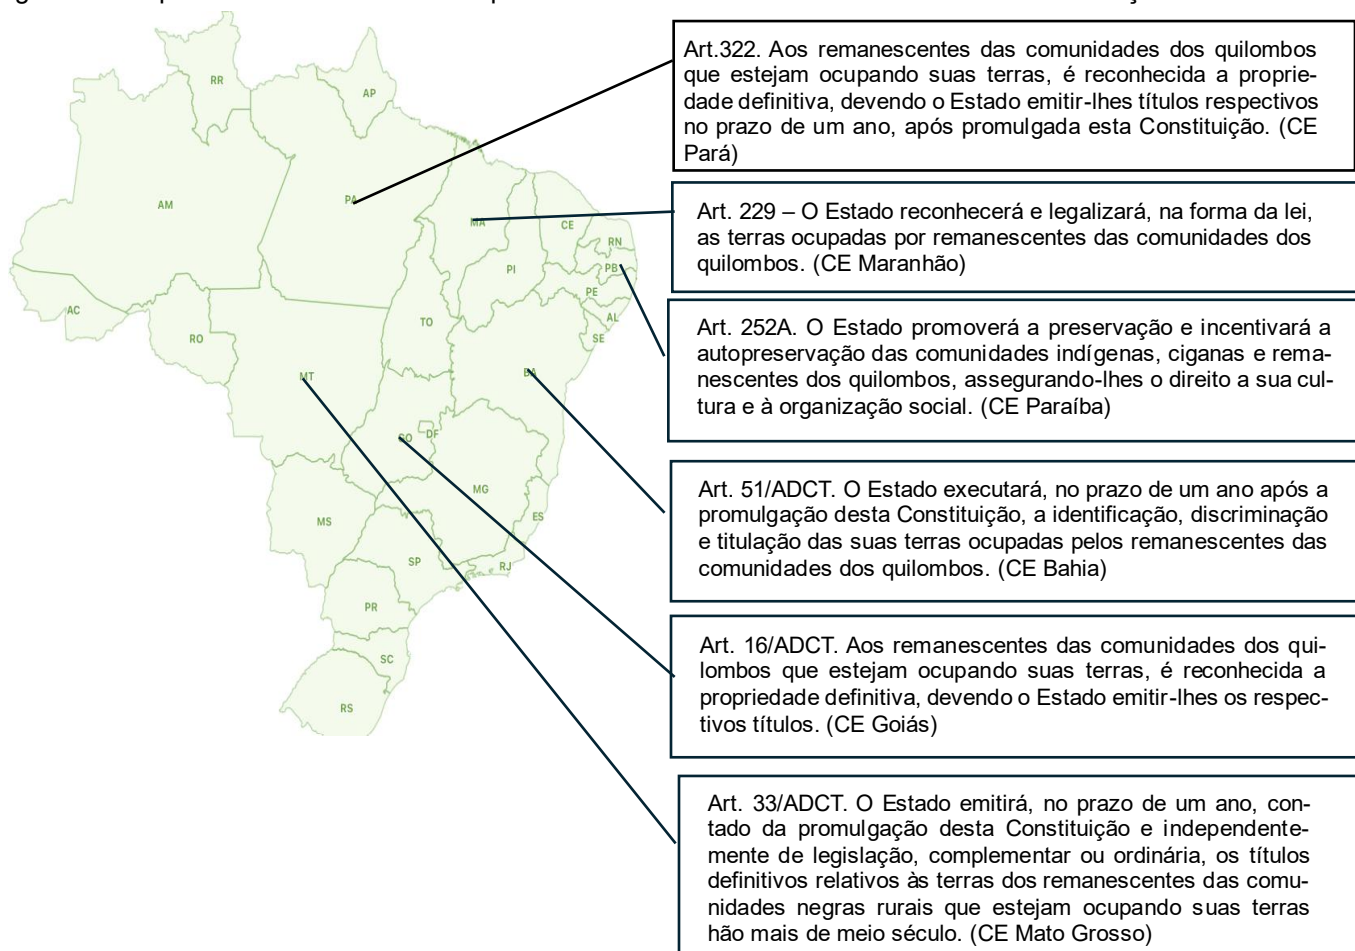 Art.322. Aos remanescentes das comunidades dos quilombos
que estejam ocupando suas terras, é reconhecida a proprie-
dade definitiva, devendo o Estado emitir-lhes títulos respectivos
no prazo de um ano, após promulgada esta Constituição. (CE
Pará)
Art. 229 – O Estado reconhecerá e legalizará, na forma da lei,
as terras ocupadas por remanescentes das comunidades dos
quilombos. (CE Maranhão)
Art. 252A. O Estado promoverá a preservação e incentivará a
autopreservação das comunidades indígenas, ciganas e rema-
nescentes dos quilombos, assegurando-lhes o direito a sua cul-
tura e à organização social. (CE Paraíba)
Art. 51/ADCT. O Estado executará, no prazo de um ano após a
promulgação desta Constituição, a identificação, discriminação
e titulação das suas terras ocupadas pelos remanescentes das
comunidades dos quilombos. (CE Bahia)
Art. 16/ADCT. Aos remanescentes das comunidades dos qui-
lombos que estejam ocupando suas terras, é reconhecida a
propriedade definitiva, devendo o Estado emitir-lhes os respec-
tivos títulos. (CE Goiás)
Art. 33/ADCT. O Estado emitirá, no prazo de um ano, con-
tado da promulgação desta Constituição e independente-
mente de legislação, complementar ou ordinária, os títulos
definitivos relativos às terras dos remanescentes das comu-
nidades negras rurais que estejam ocupando suas terras
hão mais de meio século. (CE Mato Grosso)
RR
AP
AM
PA
MA
CE
RN
PB
PI
PE
AL
SE
AC
RO
TO
MT
BA
GO
DF
MG
ES
MS
SP
RJ
PR
SC
RS